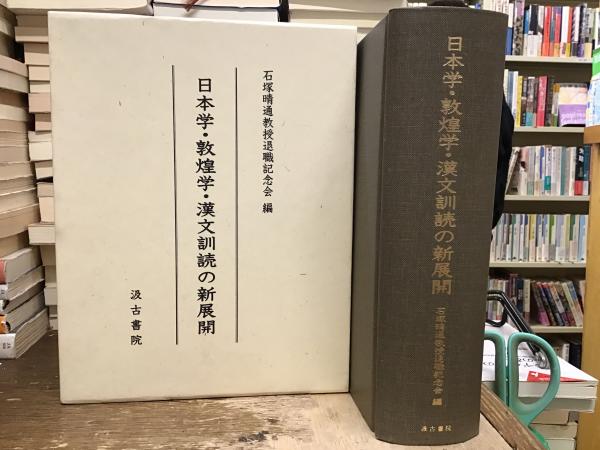 石塚晴通教授退職記念会 編
日本学・敦煌学・漢文訓読の新展開
汲古書院
日本学・敦煌学・漢文訓読の新展開
石塚晴通教授退職記念会 編
汲古書院